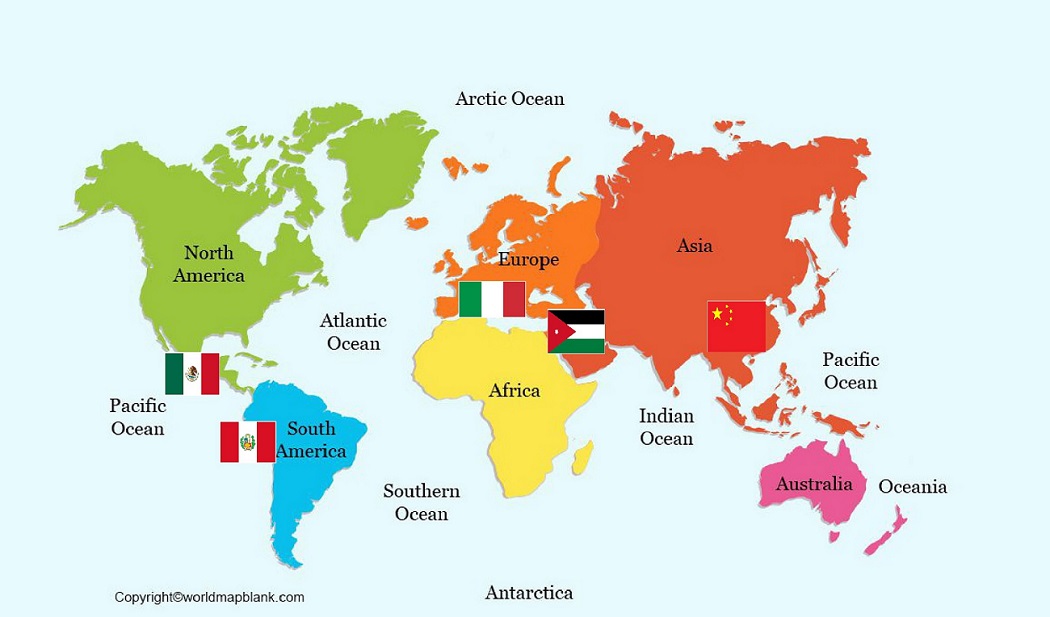 Arctic Ocean
North
America
Europe
Asia
Atlantic
Ocean
Pacific
Ocean
Africa
Pacific
Ocean
Indian
Ocean
South
America
Southern
Ocean
Australia
Oceania
Antarctica
Copyright©worldmapblank.com